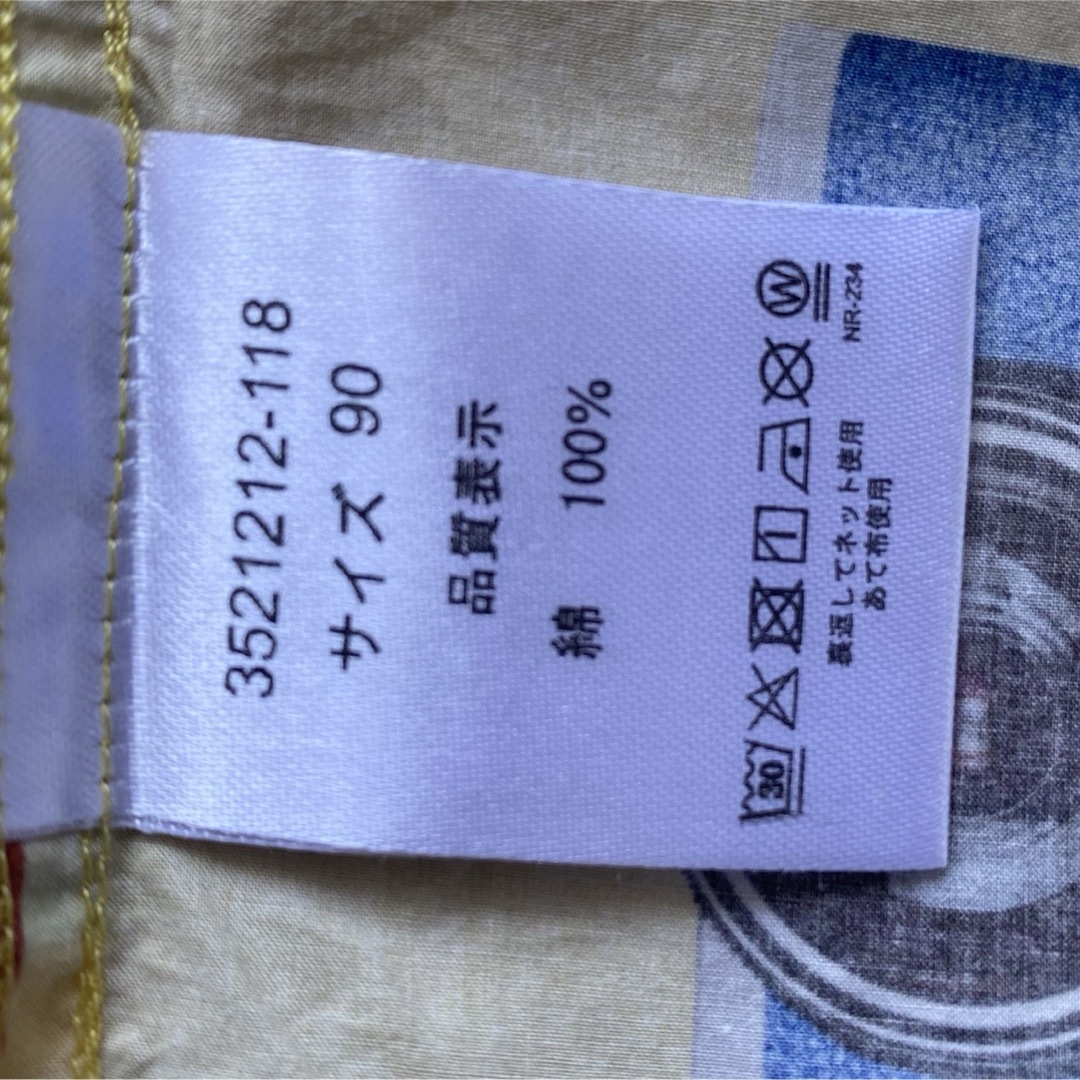 3521212-118
サイズ 90
品質表示
綿 100%
30 W
裏返してネット使用 NR-234
あて布使用